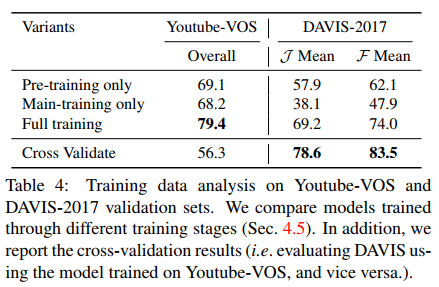 Variants Youtube-VOS DAVIS-2017
Overall 𝒥 Mean ℱ Mean
Pre-training only 69.1 57.9 62.1
Main-training only 68.2 38.1 47.9
Full training 79.4 69.2 74.0
Cross Validate 56.3 78.6 83.5
Table 4: Training data analysis on Youtube-VOS and
DAVIS-2017 validation sets. We compare models trained
through different training stages (Sec. 4.5). In addition, we
report the cross-validation results (i.e. evaluating DAVIS us-
ing the model trained on Youtube-VOS, and vice versa.).